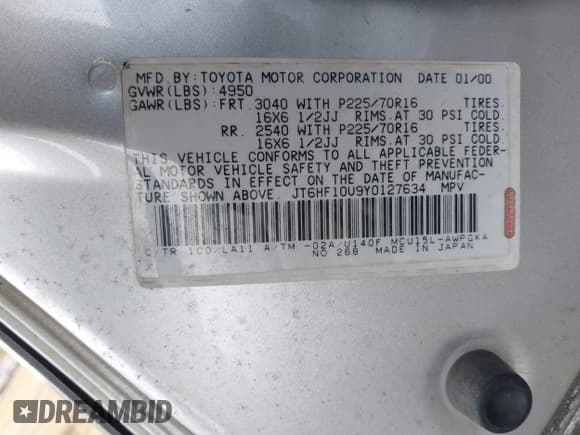 MFD.BY:TOYOTA MOTOR CORPORATION DATE 01/00
GVWR(LBS):4950
GAWR(LBS):FRT.3040 WITH P225/70R16 TIRES.
16X6 1/2JJ RIMS.AT 30 PSI COLD.
RR. 2540 WITH P225/70R16 TIRES.
16X6 1/2JJ RIMS.AT 30 PSI COLD.
THIS VEHICLE CONFORMS TO ALL APPLICABLE FEDER-
AL MOTOR VEHICLE SAFETY AND THEFT PREVENTION
STANDARDS IN EFFECT ON THE DATE OF MANUFAC-
TURE SHOWN ABOVE. JT6HF10U9Y0127634 MPV
C/TR 1C0/LA11 A/TM -02A/U140F MCU15L-AWPGKA
NO 268 MADE IN JAPAN
DREAMBID